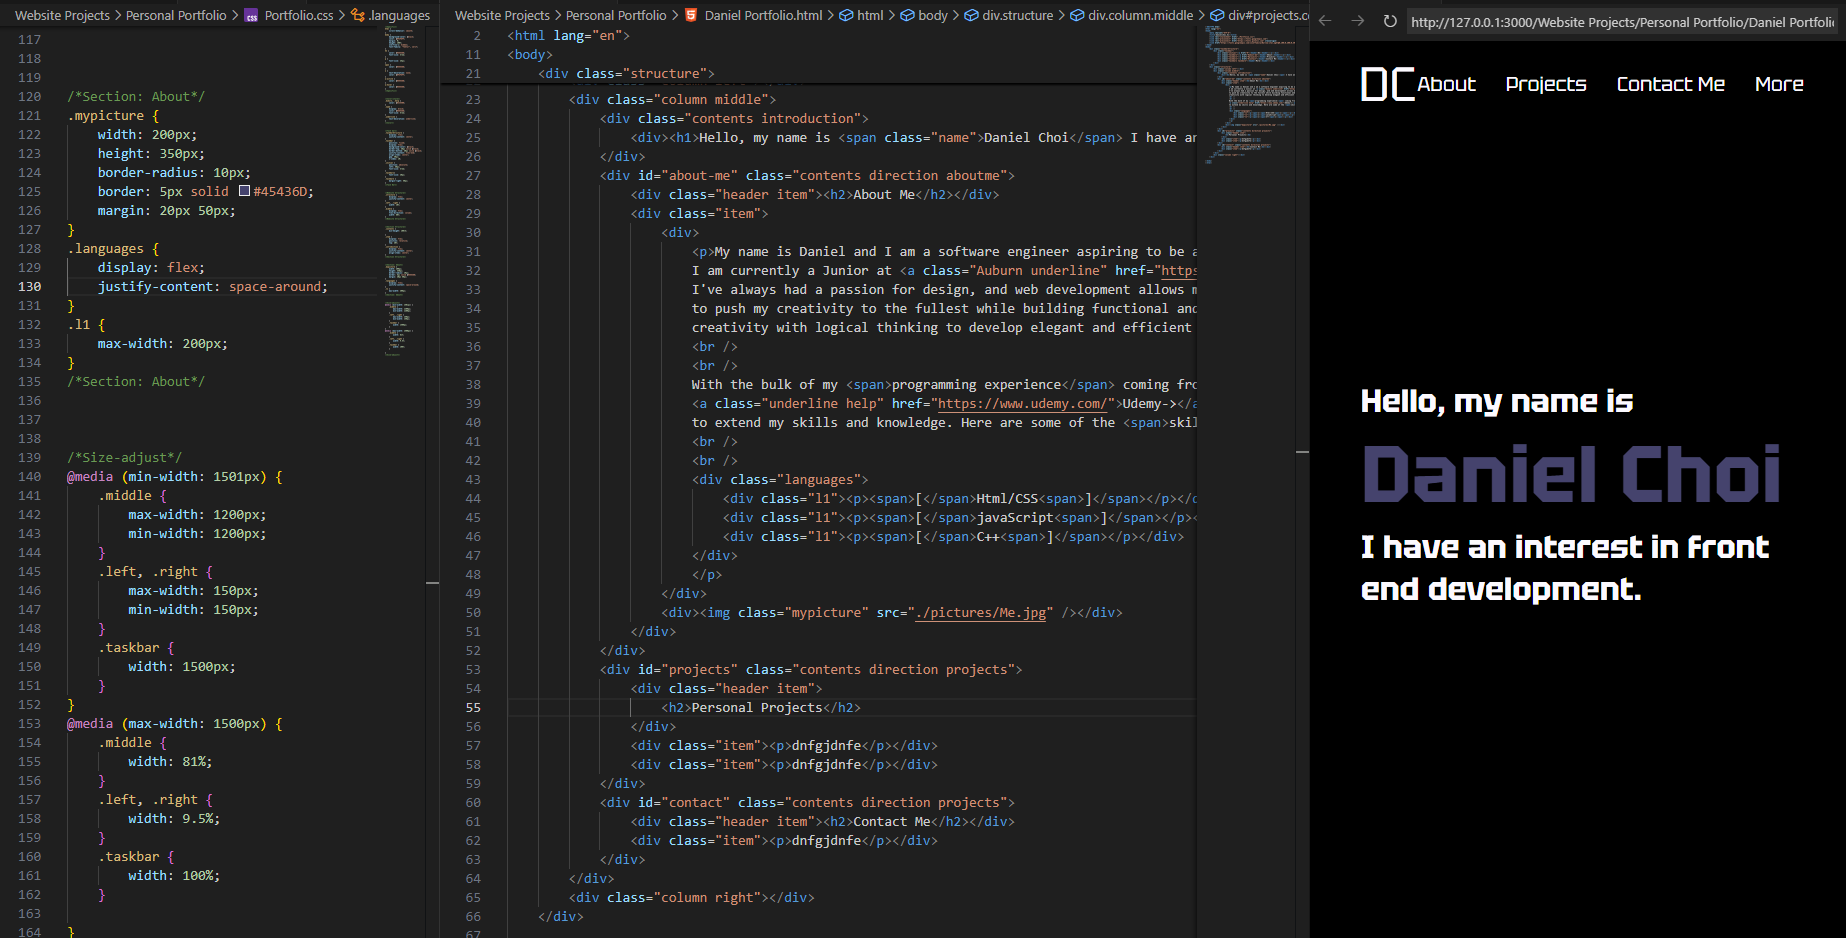 Website Projects > Personal Portfolio > Portfolio.css > .languages
117
118
119
120 /*Section: About*/
121 .mypicture {
122 width: 200px;
123 height: 350px;
124 border-radius: 10px;
125 border: 5px solid #45436D;
126 margin: 20px 50px;
127 }
128 .languages {
129 display: flex;
130 justify-content: space-around;
131 }
132 .l1 {
133 max-width: 200px;
134 }
135 /*Section: About*/
136
137
138
139 /*Size-adjust*/
140 @media (min-width: 1501px) {
141 .middle {
142 max-width: 1200px;
143 min-width: 1200px;
144 }
145 .left, .right {
146 max-width: 150px;
147 min-width: 150px;
148 }
149 .taskbar {
150 width: 1500px;
151 }
152 }
153 @media (max-width: 1500px) {
154 .middle {
155 width: 81%;
156 }
157 .left, .right {
158 width: 9.5%;
159 }
160 .taskbar {
161 width: 100%;
162 }
163
164 }
Website Projects > Personal Portfolio > Daniel Portfolio.html > html > body > div.structure > div.column.middle > div#projects.co
2 <html lang="en">
11 <body>
21 <div class="structure">
23 <div class="column middle">
24 <div class="contents introduction">
25 <div><h1>Hello, my name is <span class="name">Daniel Choi</span> I have an
26 </div>
27 <div id="about-me" class="contents direction aboutme">
28 <div class="header item"><h2>About Me</h2></div>
29 <div class="item">
30 <div>
31 <p>My name is Daniel and I am a software engineer aspiring to be a
32 I am currently a Junior at <a class="Auburn underline" href="https
33 I've always had a passion for design, and web development allows m
34 to push my creativity to the fullest while building functional and
35 creativity with logical thinking to develop elegant and efficient
36 <br />
37 <br />
38 With the bulk of my <span>programming experience</span> coming fro
39 <a class="underline help" href="https://www.udemy.com/">Udemy-></a
40 to extend my skills and knowledge. Here are some of the <span>skil
41 <br />
42 <br />
43 <div class="languages">
44 <div class="l1"><p><span>[</span>Html/CSS<span>]</span></p></d
45 <div class="l1"><p><span>[</span>javaScript<span>]</span></p><
46 <div class="l1"><p><span>[</span>C++<span>]</span></p></div>
47 </div>
48 </p>
49 </div>
50 <div><img class="mypicture" src="./pictures/Me.jpg" /></div>
51 </div>
52 </div>
53 <div id="projects" class="contents direction projects">
54 <div class="header item">
55 <h2>Personal Projects</h2>
56 </div>
57 <div class="item"><p>dnfgjdnfe</p></div>
58 <div class="item"><p>dnfgjdnfe</p></div>
59 </div>
60 <div id="contact" class="contents direction projects">
61 <div class="header item"><h2>Contact Me</h2></div>
62 <div class="item"><p>dnfgjdnfe</p></div>
63 </div>
64 </div>
65 <div class="column right"></div>
66 </div>
67
http://127.0.0.1:3000/Website Projects/Personal Portfolio/Daniel Portfoli
DC About Projects Contact Me More
Hello, my name is
Daniel Choi
I have an interest in front
end development.